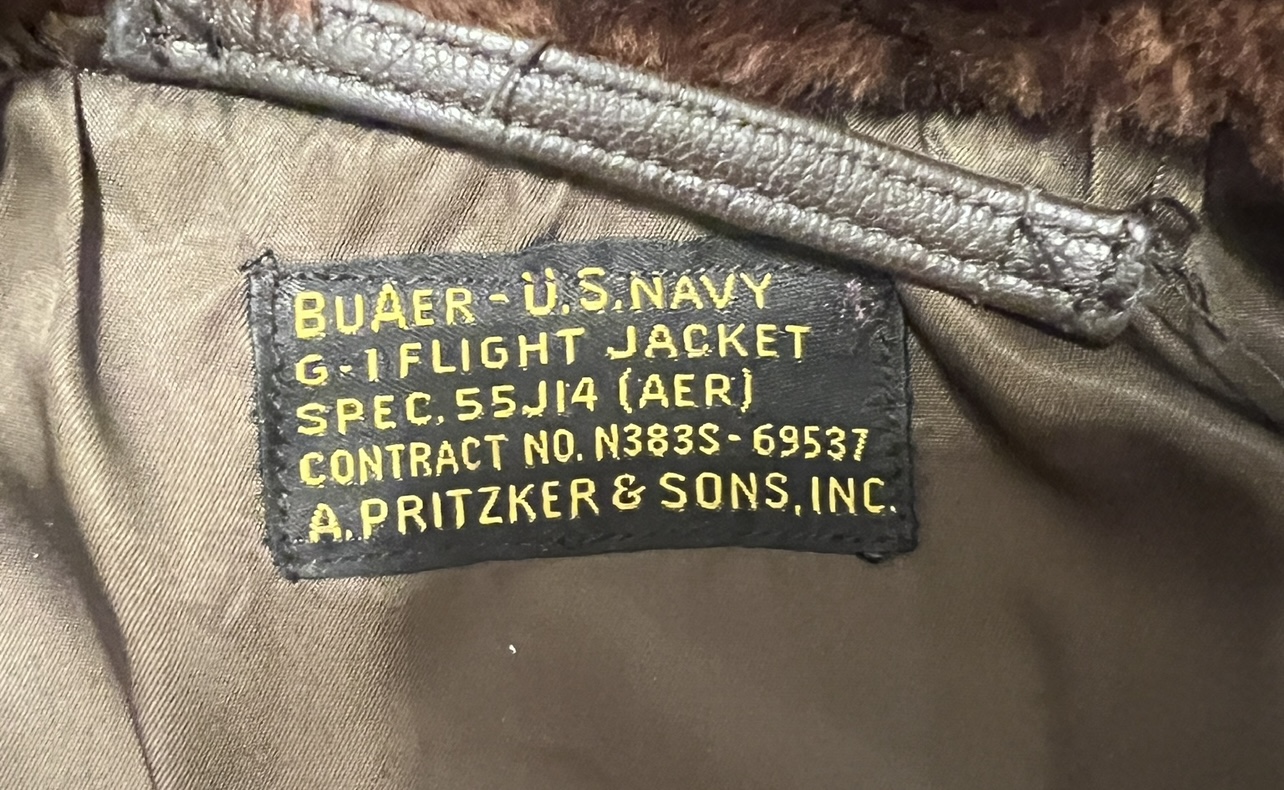 BUAER - U.S.NAVY
G-1 FLIGHT JACKET
SPEC. 55J14 (AER)
CONTRACT NO. N383S - 69537
A. PRITZKER & SONS, INC.